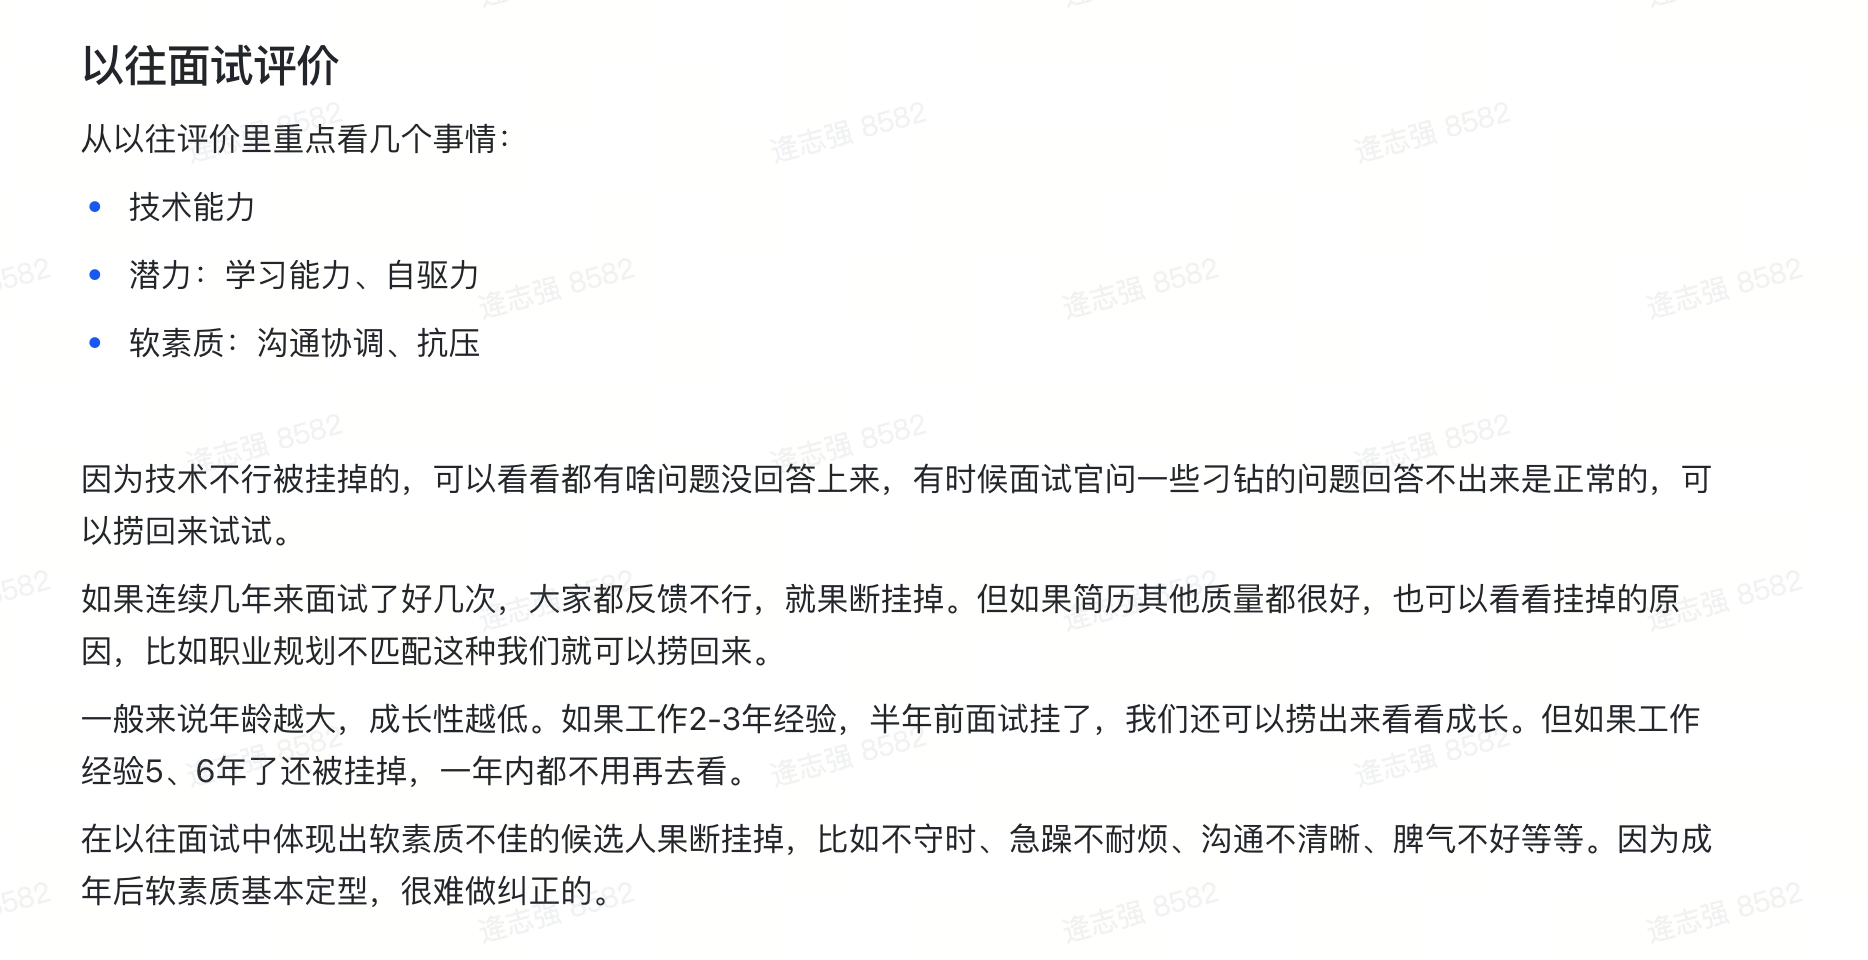 以往面试评价
从以往评价里重点看几个事情：
技术能力
潜力：学习能力、自驱力
软素质：沟通协调、抗压
因为技术不行被挂掉的，可以看看都有啥问题没回答上来，有时候面试官问一些刁钻的问题回答不出来是正常的，可
以捞回来试试。
如果连续几年来面试了好几次，大家都反馈不行，就果断挂掉。但如果简历其他质量都很好，也可以看看挂掉的原
因，比如职业规划不匹配这种我们就可以捞回来。
一般来说年龄越大，成长性越低。如果工作2-3年经验，半年前面试挂了，我们还可以捞出来看看成长。但如果工作
经验5、6年了还被挂掉，一年内都不用再去看。
在以往面试中体现出软素质不佳的候选人果断挂掉，比如不守时、急躁不耐烦、沟通不清晰、脾气不好等等。因为成
年后软素质基本定型，很难做纠正的。
逄志强 8582